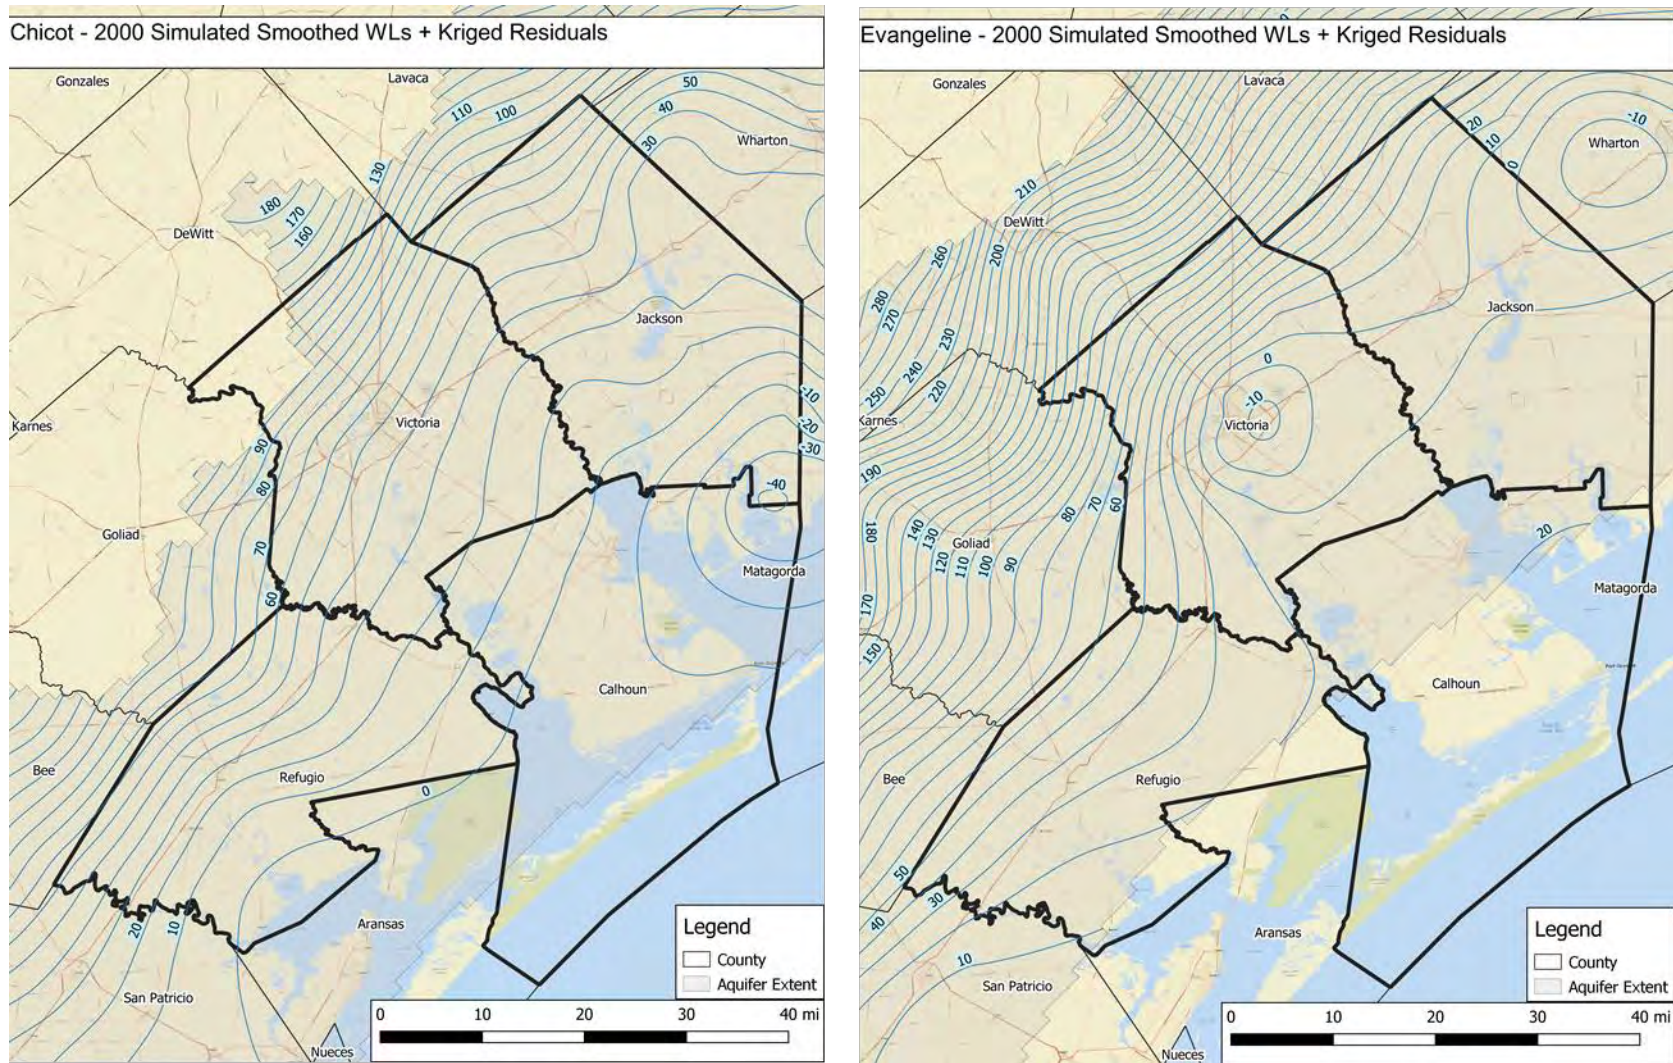 Chicot - 2000 Simulated Smoothed WLs + Kriged Residuals
Gonzales
Lavaca
50
110
100
40
30
Wharton
130
180
170
160
DeWitt
Jackson
-10
-20
-30
Karnes
Victoria
90
80
-40
Goliad
70
Matagorda
60
Calhoun
Bee
Refugio
0
20
10
Aransas
San Patricio
Nueces
Legend
County
Aquifer Extent
0 10 20 30 40 mi
Evangeline - 2000 Simulated Smoothed WLs + Kriged Residuals
Gonzales
Lavaca
-10
20
10
0
Wharton
210
DeWitt
200
260
280
270
Jackson
230
240
220
250
0
-10
Karnes
Victoria
190
80
70
60
180
140
130
120
110
100
90
Goliad
20
Matagorda
170
150
Calhoun
Bee
Refugio
50
30
40
10
Aransas
San Patricio
Nueces
Legend
County
Aquifer Extent
0 10 20 30 40 mi